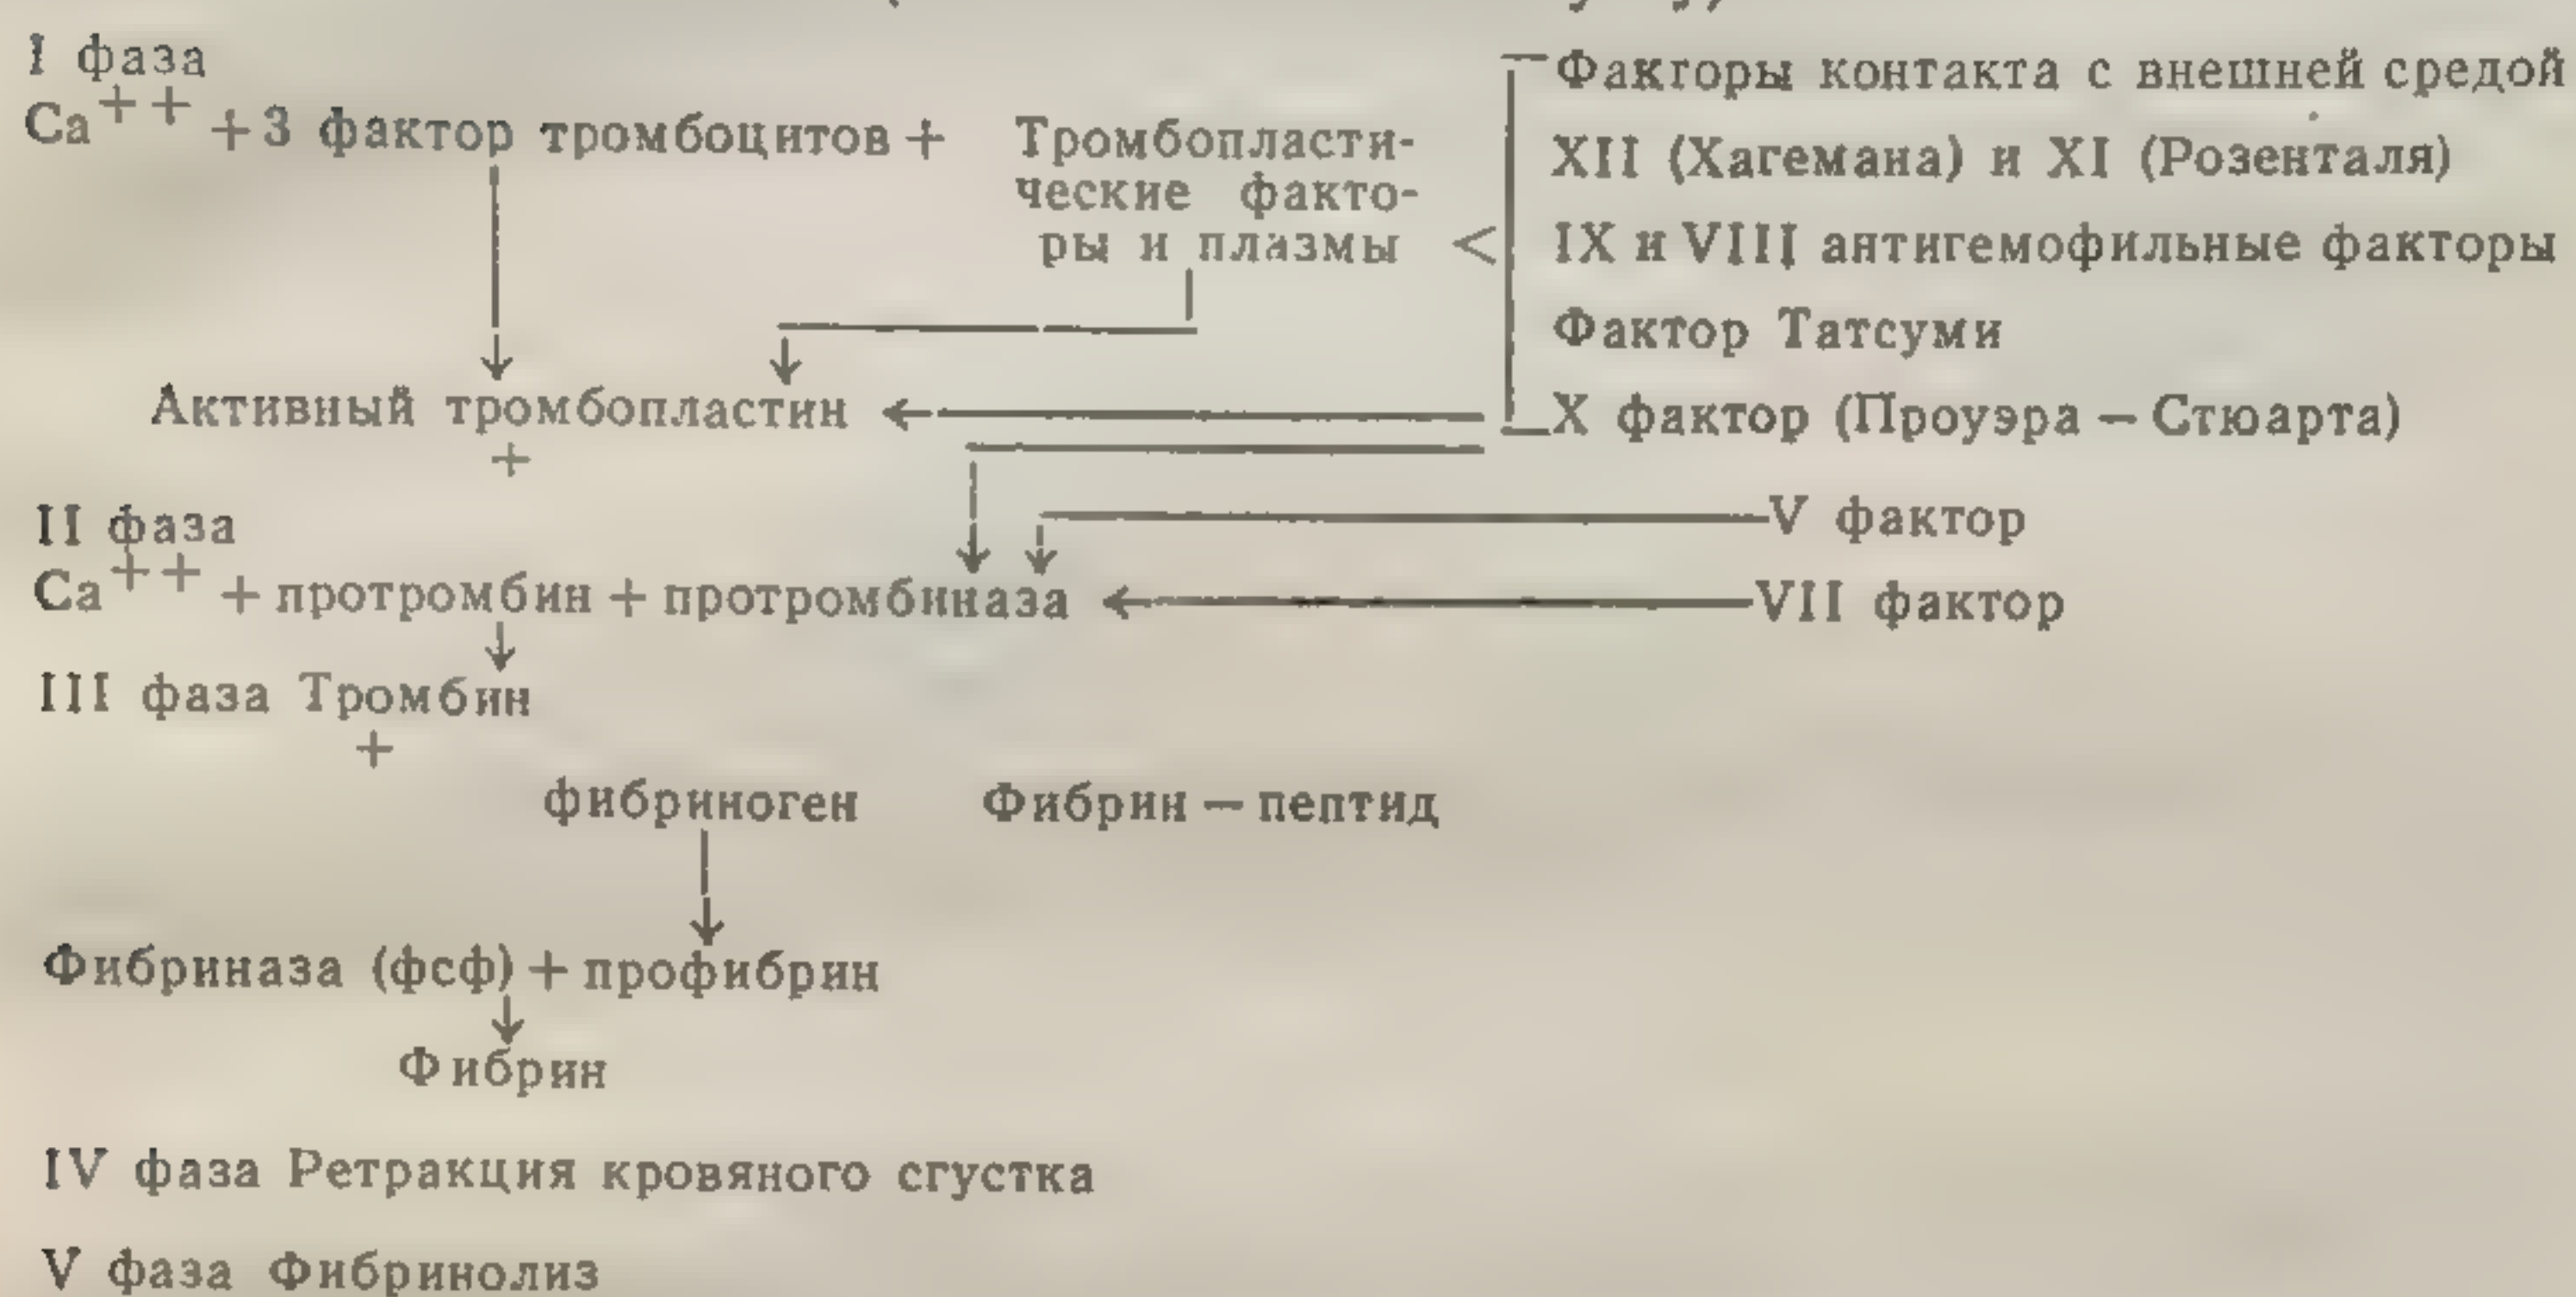 I фаза
Ca++ + 3 фактор тромбоцитов +
Тромбопласти-
ческие факто-
ры и плазмы <
Факторы контакта с внешней средой
XII (Хагемана) и XI (Розенталя)
IX и VIII антигемофильные факторы
Фактор Татсуми
X фактор (Проуэра — Стюарта)
Активный тромбопластин
+
II фаза
V фактор
Ca++ + протромбин + протромбиназа
VII фактор
III фаза Тромбин
+
фибриноген Фибрин — пептид
Фибриназа (фсф) + профибрин
Фибрин
IV фаза Ретракция кровяного сгустка
V фаза Фибринолиз